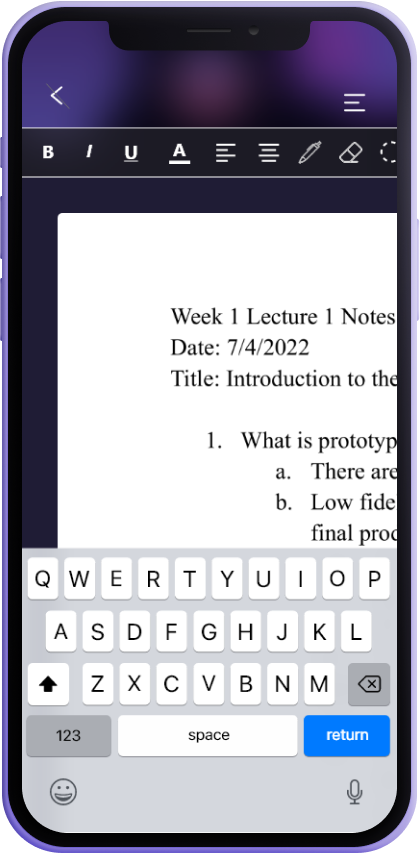 B I U A
Week 1 Lecture 1 Notes
Date: 7/4/2022
Title: Introduction to the
1. What is prototyp
a. There are
b. Low fide
final proc
Q W E R T Y U I O P
A S D F G H J K L
Z X C V B N M
123 space return